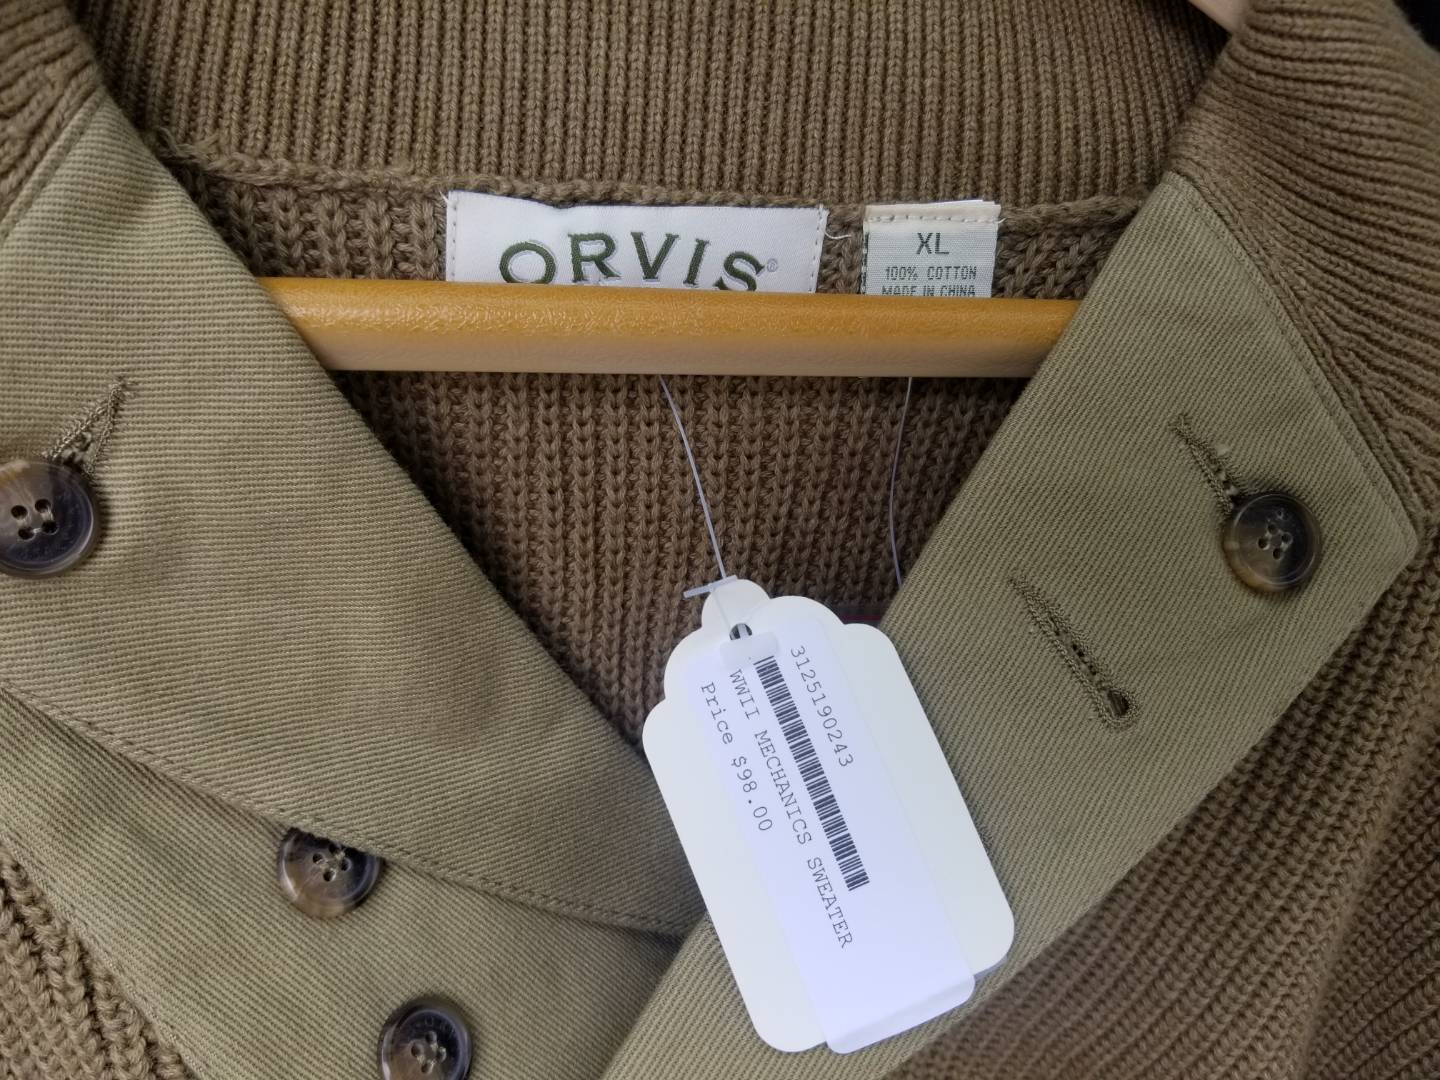 ORVIS®
XL
100% COTTON
MADE IN CHINA
3125190243
WWII MECHANICS SWEATER
Price $98.00